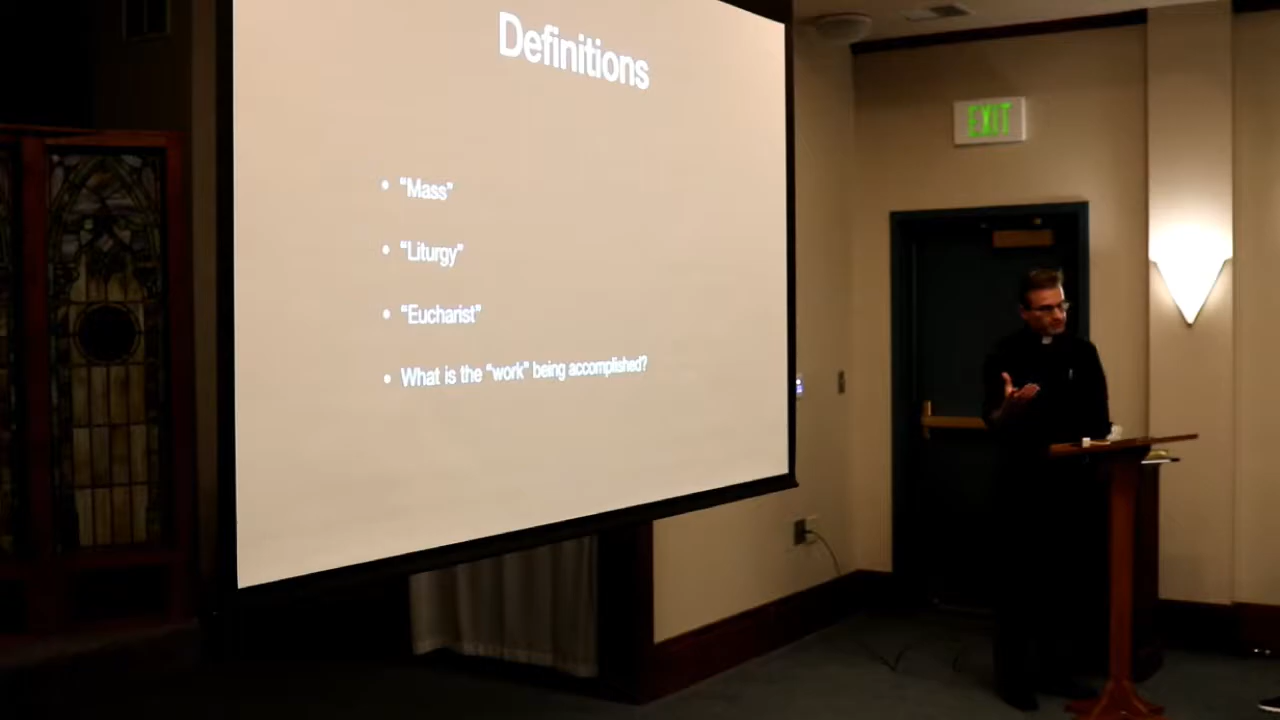 Definitions
• “Mass”
• “Liturgy”
• “Eucharist”
• What is the “work” being accomplished?
EXIT